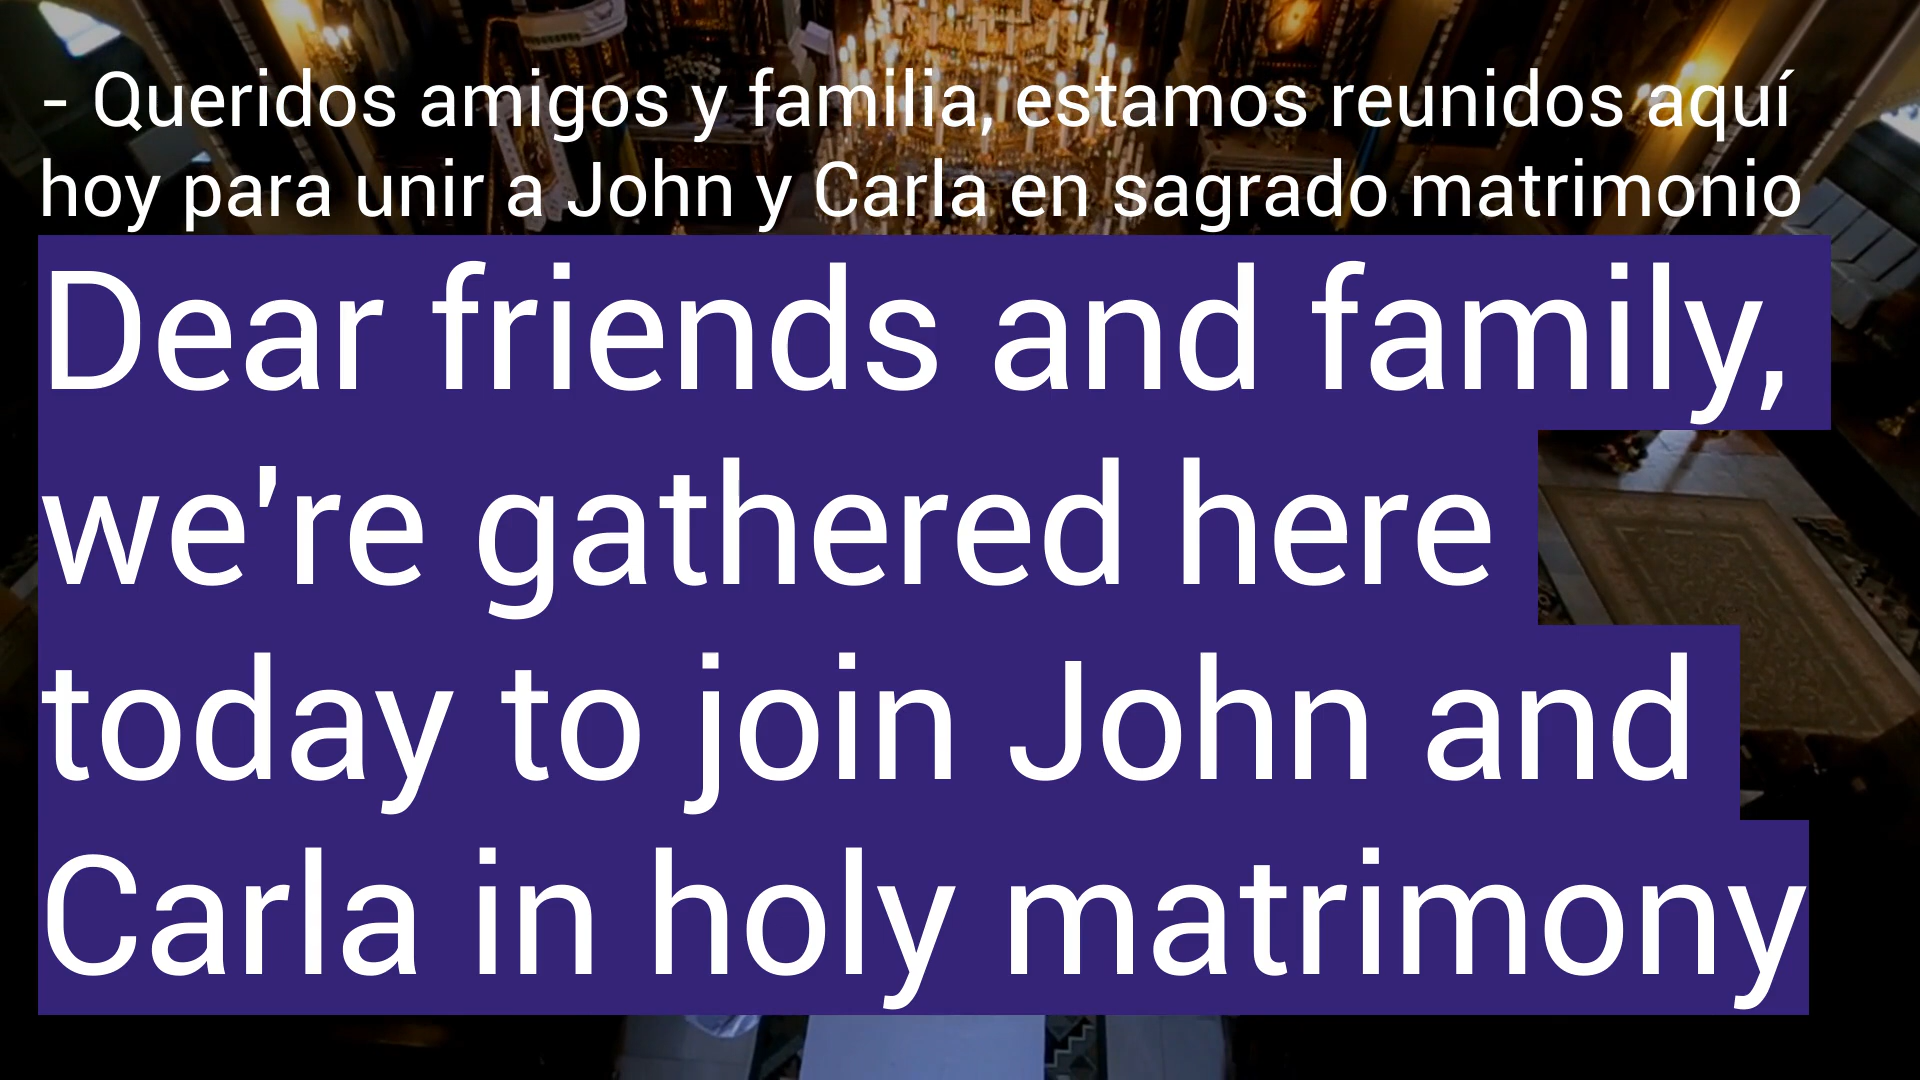 - Queridos amigos y familia, estamos reunidos aquí
hoy para unir a John y Carla en sagrado matrimonio
Dear friends and family,
we're gathered here
today to join John and
Carla in holy matrimony